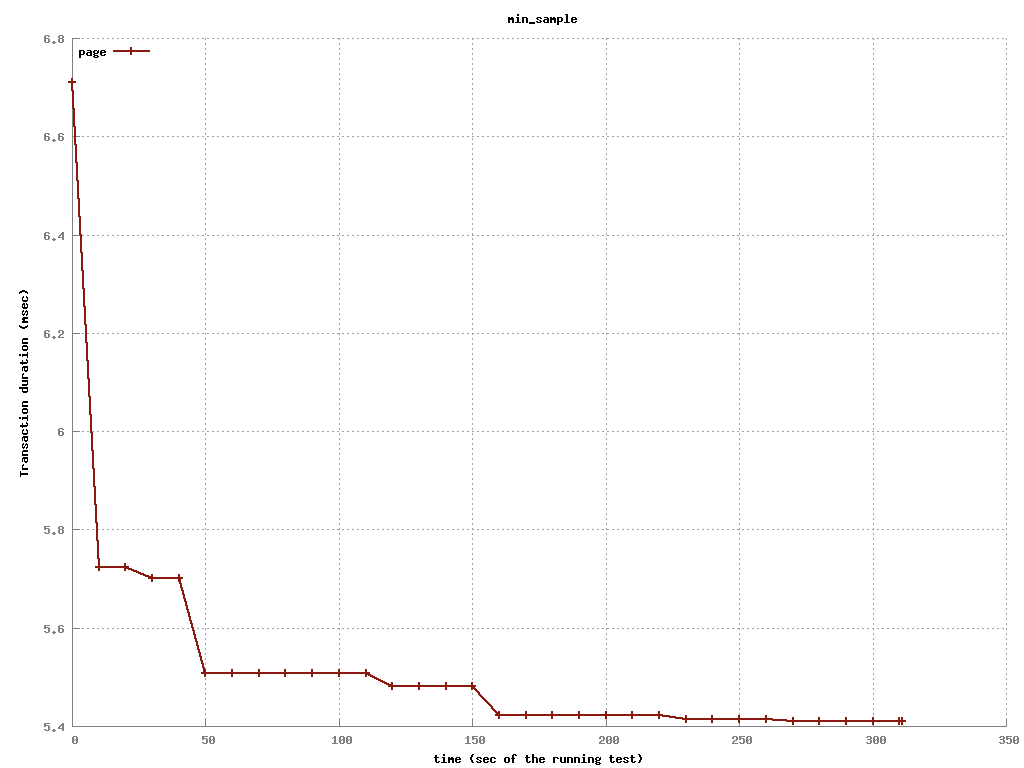 min_sample
page
6.8
6.6
6.4
6.2
6
5.8
5.6
5.4
Transaction duration (msec)
0 50 100 150 200 250 300 350
time (sec of the running test)